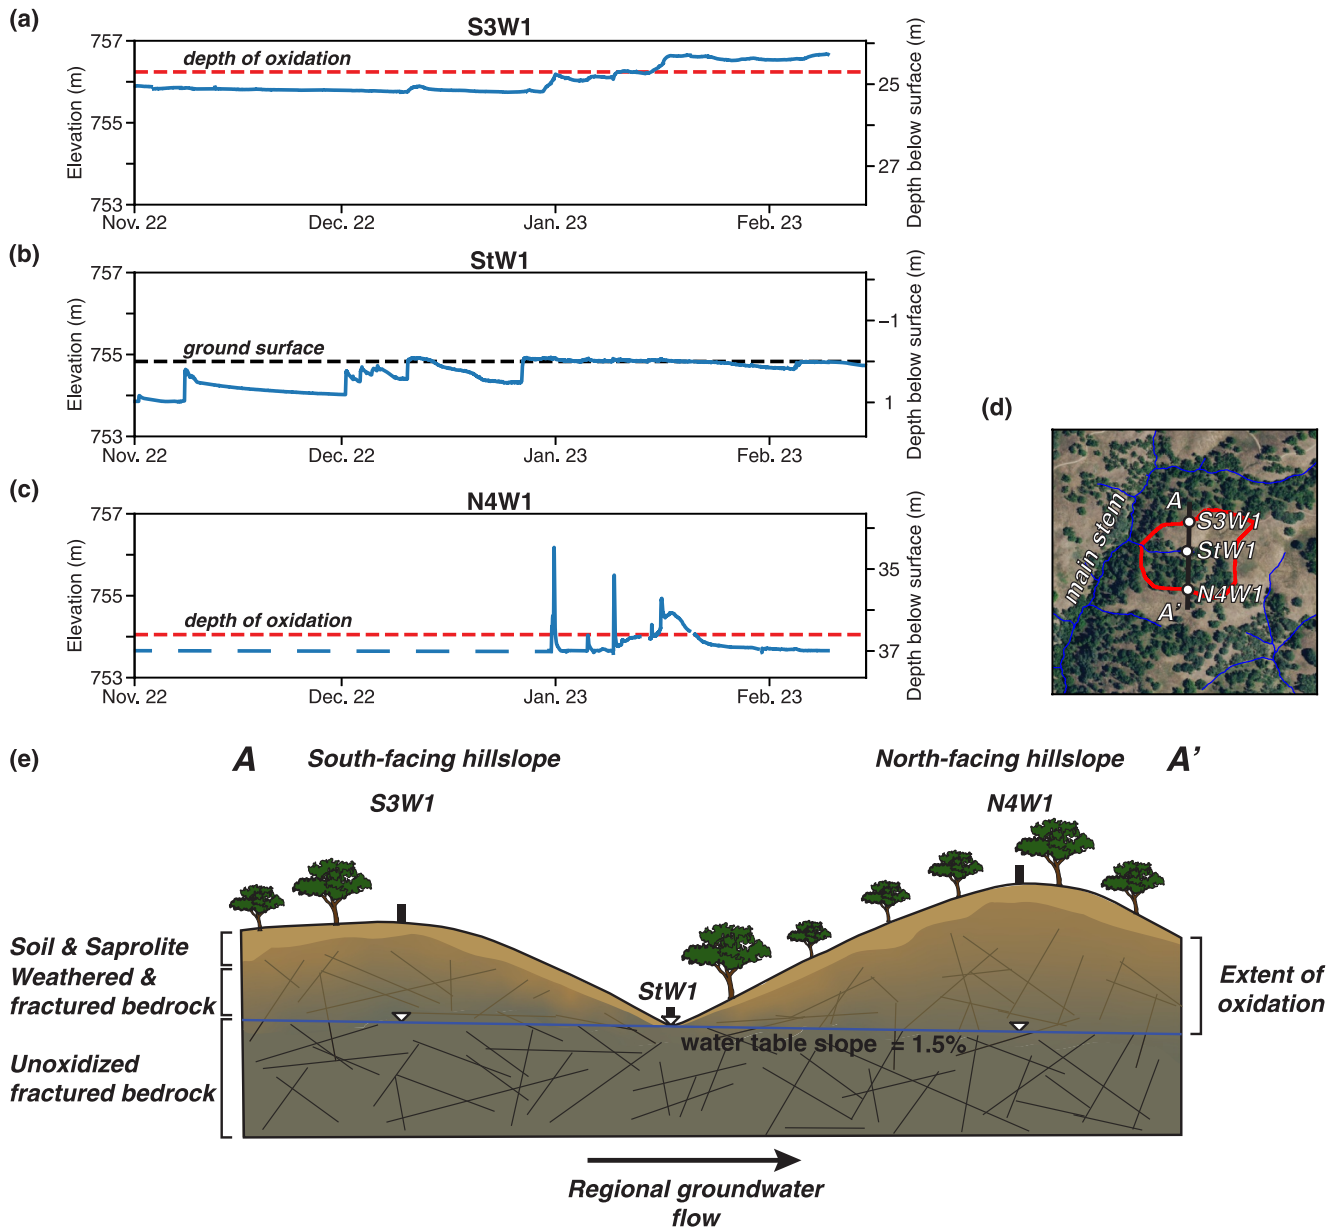 (a)
S3W1
757
755
753
Elevation (m)
depth of oxidation
25
27
Depth below surface (m)
Nov. 22
Dec. 22
Jan. 23
Feb. 23
(b)
StW1
757
755
753
Elevation (m)
ground surface
−1
1
Depth below surface (m)
Nov. 22
Dec. 22
Jan. 23
Feb. 23
(c)
N4W1
757
755
753
Elevation (m)
depth of oxidation
35
37
Depth below surface (m)
Nov. 22
Dec. 22
Jan. 23
Feb. 23
(d)
main stem
A
S3W1
StW1
N4W1
A'
(e)
A
South-facing hillslope
North-facing hillslope
A’
S3W1
N4W1
Soil & Saprolite
Weathered &
fractured bedrock
StW1
Extent of
oxidation
water table slope = 1.5%
Unoxidized
fractured bedrock
Regional groundwater
flow